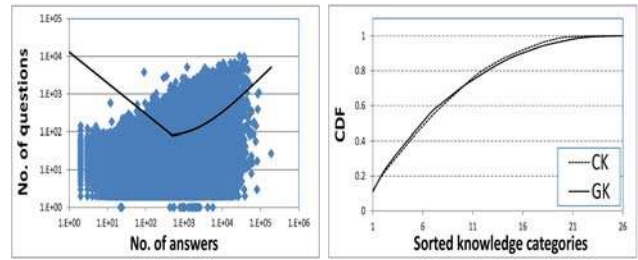 1.E+05
1.E+04
1.E+03
1.E+02
1.E+01
1.E+00
No. of questions
1.E+00 1.E+01 1.E+02 1.E+03 1.E+04 1.E+05 1.E+06
No. of answers
1
0.8
0.6
0.4
0.2
0
CDF
CK
GK
1 6 11 16 21 26
Sorted knowledge categories